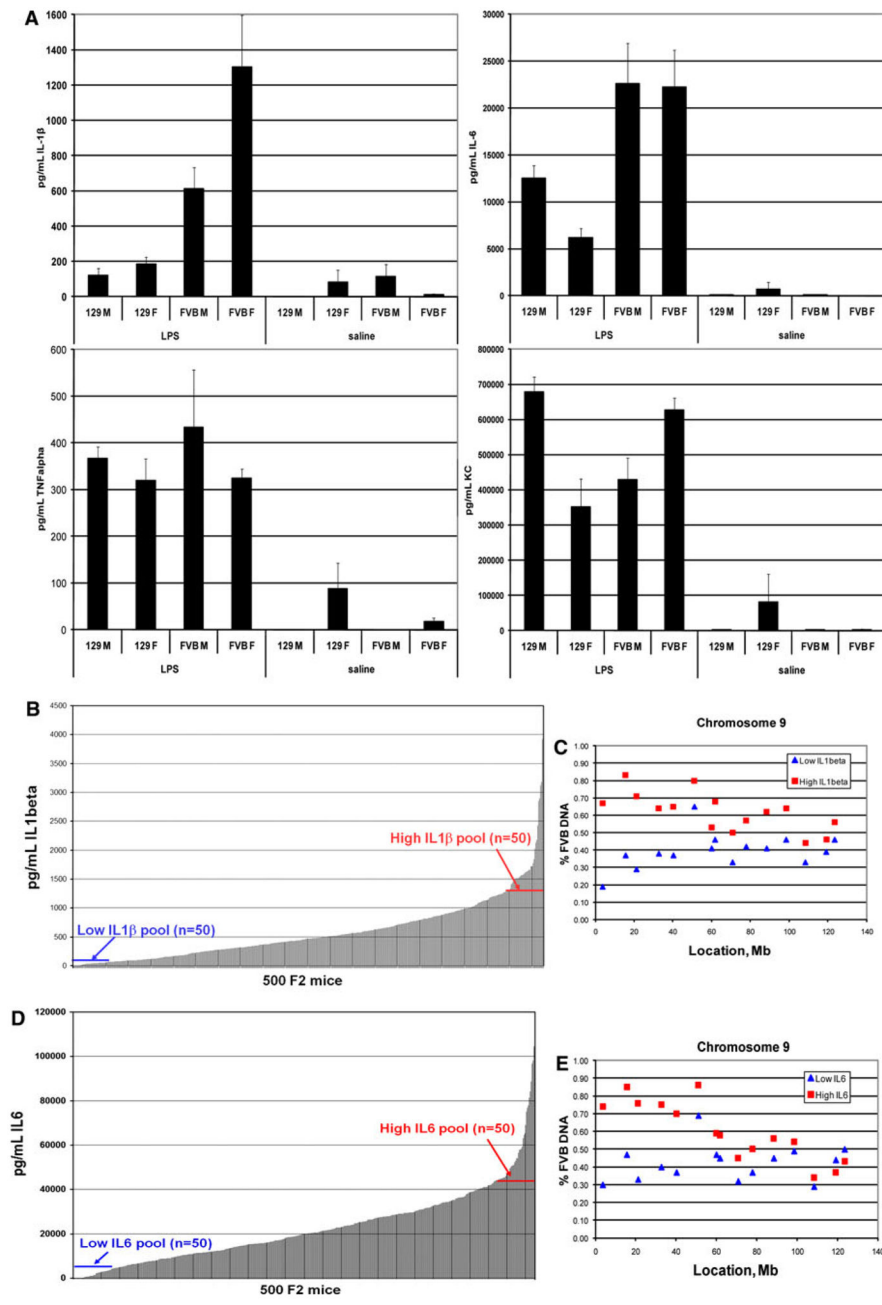 A
pg/mL IL-1β
1600
1400
1200
1000
800
600
400
200
0
129 M 129 F FVB M FVB F 129 M 129 F FVB M FVB F
LPS saline
pg/mL IL-6
30000
25000
20000
15000
10000
5000
0
129 M 129 F FVB M FVB F 129 M 129 F FVB M FVB F
LPS saline
pg/mL TNFalpha
600
500
400
300
200
100
0
129 M 129 F FVB M FVB F 129 M 129 F FVB M FVB F
LPS saline
pg/mL KC
800000
700000
600000
500000
400000
300000
200000
100000
0
129 M 129 F FVB M FVB F 129 M 129 F FVB M FVB F
LPS saline
B
pg/mL IL1beta
4500
4000
3500
3000
2500
2000
1500
1000
500
0
High IL1β pool (n=50)
Low IL1β pool (n=50)
500 F2 mice
C
Chromosome 9
% FVB DNA
1.00
0.90
0.80
0.70
0.60
0.50
0.40
0.30
0.20
0.10
0.00
Low IL1beta
High IL1beta
0 20 40 60 80 100 120 140
Location, Mb
D
pg/mL IL6
120000
100000
80000
60000
40000
20000
0
High IL6 pool (n=50)
Low IL6 pool (n=50)
500 F2 mice
E
Chromosome 9
% FVB DNA
1.00
0.90
0.80
0.70
0.60
0.50
0.40
0.30
0.20
0.10
0.00
Low IL6
High IL6
0 20 40 60 80 100 120 140
Location, Mb